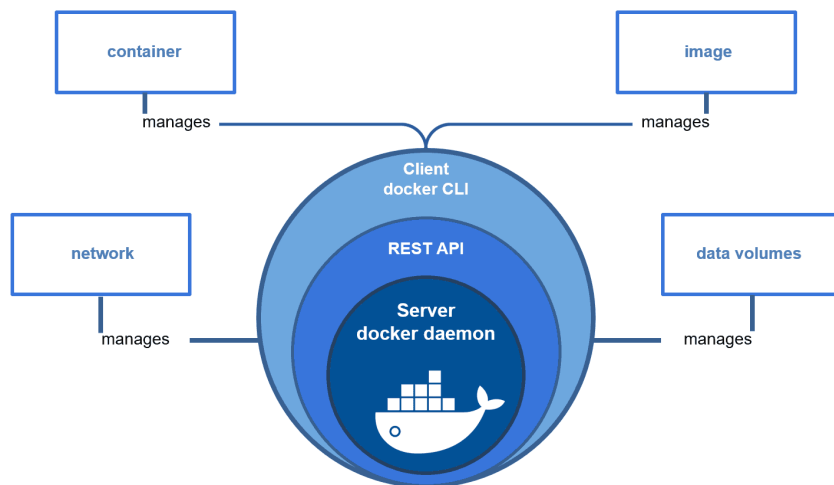 container
image
manages
manages
Client
docker CLI
network
REST API
data volumes
Server
docker daemon
manages
manages